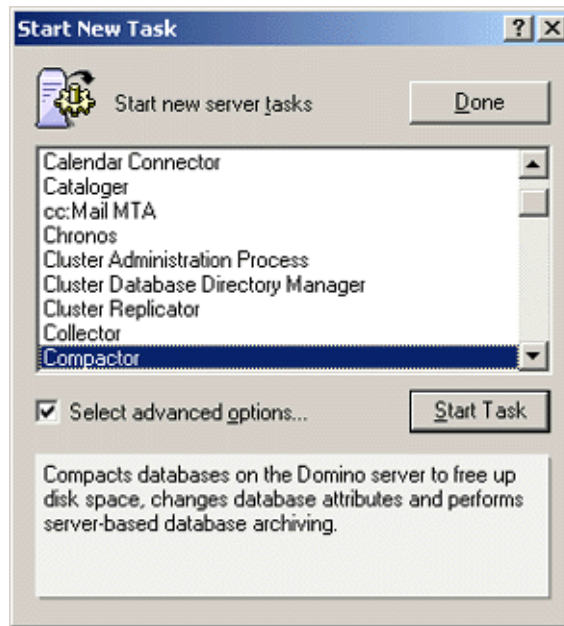 Start New Task
Start new server tasks
Done
Calendar Connector
Cataloger
cc:Mail MTA
Chronos
Cluster Administration Process
Cluster Database Directory Manager
Cluster Replicator
Collector
Compactor
Select advanced options...
Start Task
Compacts databases on the Domino server to free up
disk space, changes database attributes and performs
server-based database archiving.